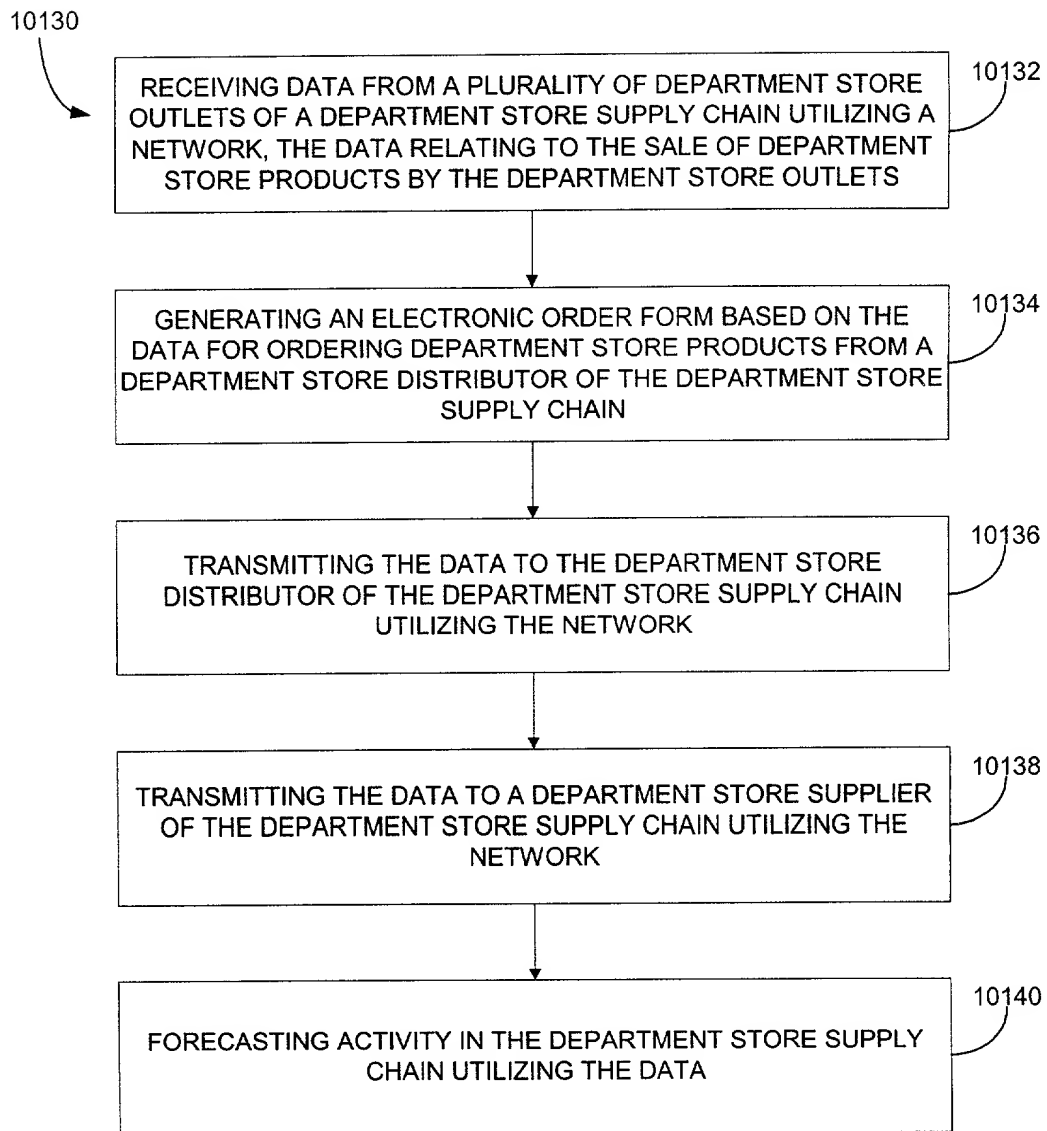 10130
RECEIVING DATA FROM A PLURALITY OF DEPARTMENT STORE
OUTLETS OF A DEPARTMENT STORE SUPPLY CHAIN UTILIZING A
NETWORK, THE DATA RELATING TO THE SALE OF DEPARTMENT
STORE PRODUCTS BY THE DEPARTMENT STORE OUTLETS
10132
GENERATING AN ELECTRONIC ORDER FORM BASED ON THE
DATA FOR ORDERING DEPARTMENT STORE PRODUCTS FROM A
DEPARTMENT STORE DISTRIBUTOR OF THE DEPARTMENT STORE
SUPPLY CHAIN
10134
TRANSMITTING THE DATA TO THE DEPARTMENT STORE
DISTRIBUTOR OF THE DEPARTMENT STORE SUPPLY CHAIN
UTILIZING THE NETWORK
10136
TRANSMITTING THE DATA TO A DEPARTMENT STORE SUPPLIER
OF THE DEPARTMENT STORE SUPPLY CHAIN UTILIZING THE
NETWORK
10138
FORECASTING ACTIVITY IN THE DEPARTMENT STORE SUPPLY
CHAIN UTILIZING THE DATA
10140